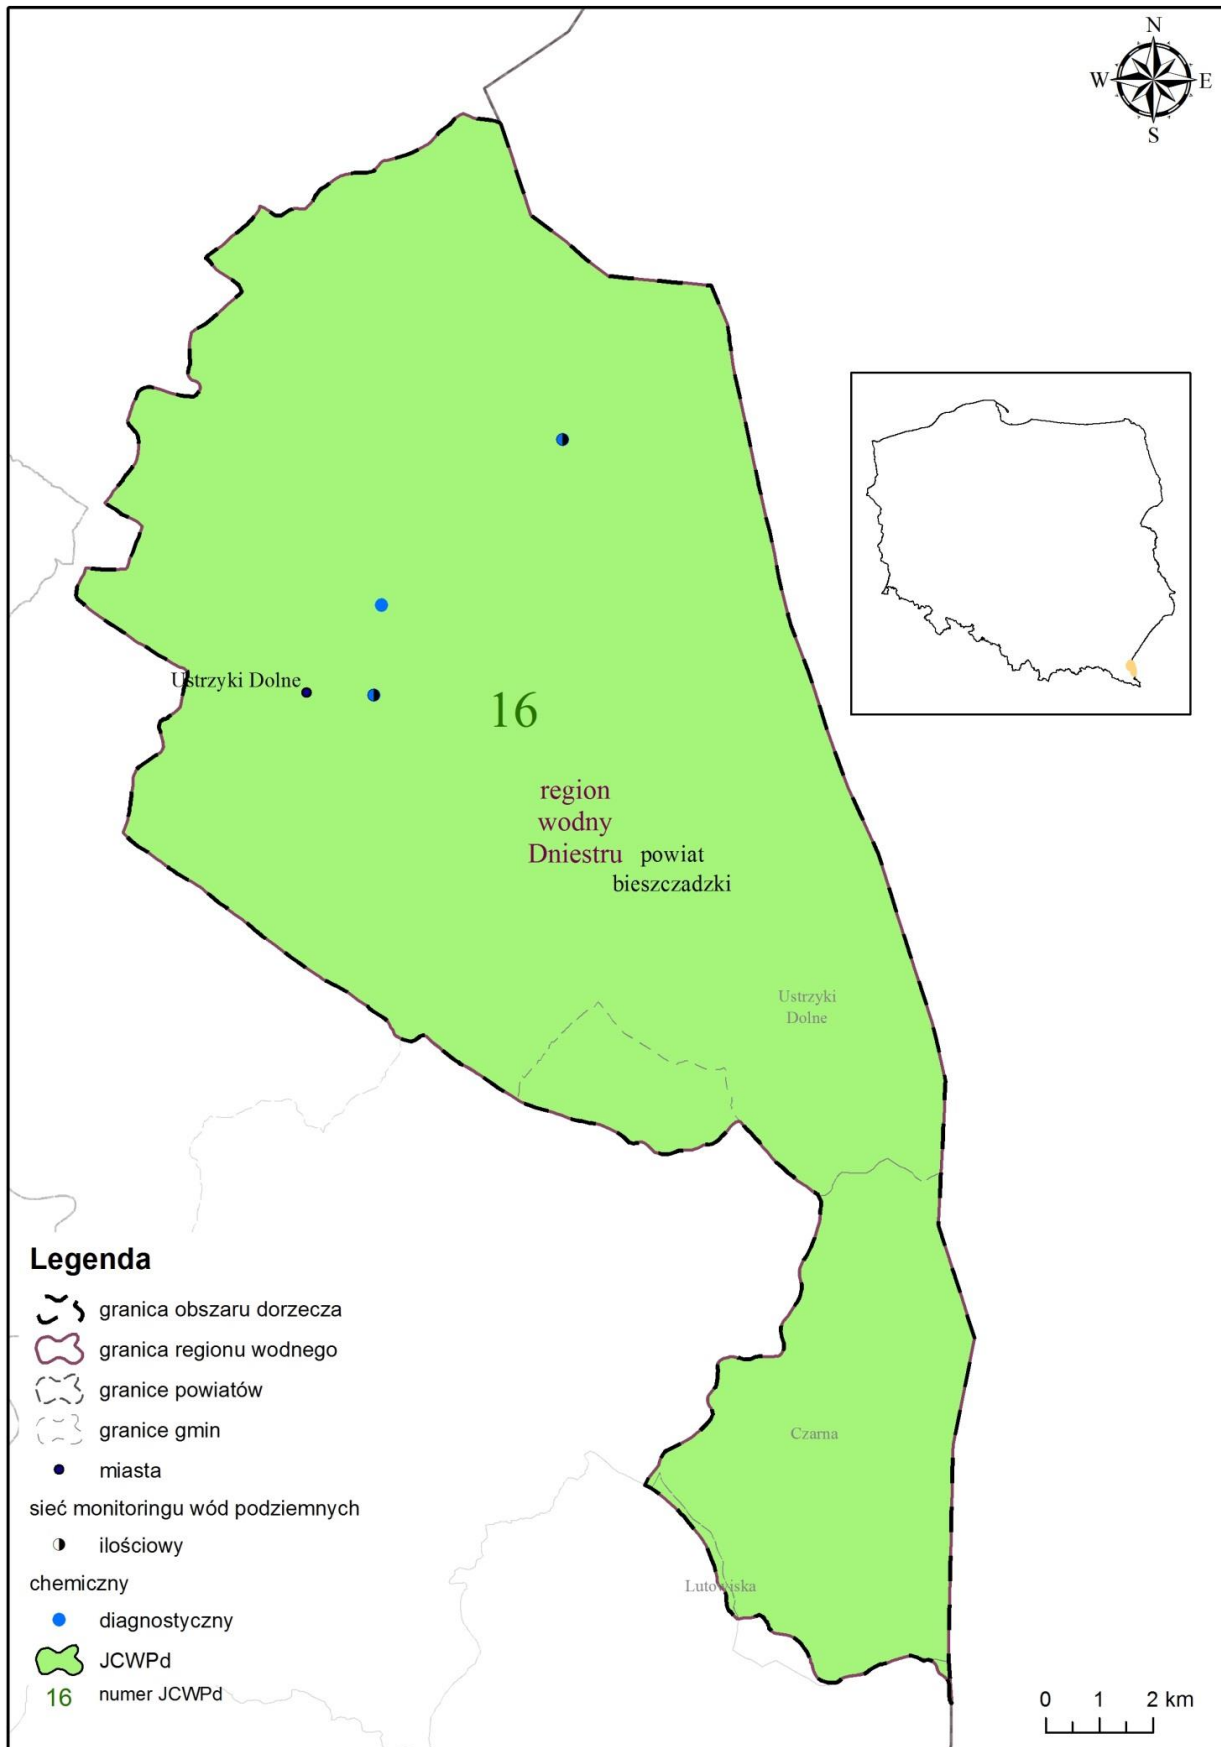 N
W
E
S
Ustrzyki Dolne
16
region
wodny
Dniestru
powiat
bieszczadzki
Ustrzyki
Dolne
Czarna
Lutowiska
Legenda
granica obszaru dorzecza
granica regionu wodnego
granice powiatów
granice gmin
miasta
sieć monitoringu wód podziemnych
ilościowy
chemiczny
diagnostyczny
JCWPd
16 numer JCWPd
0 1 2 km